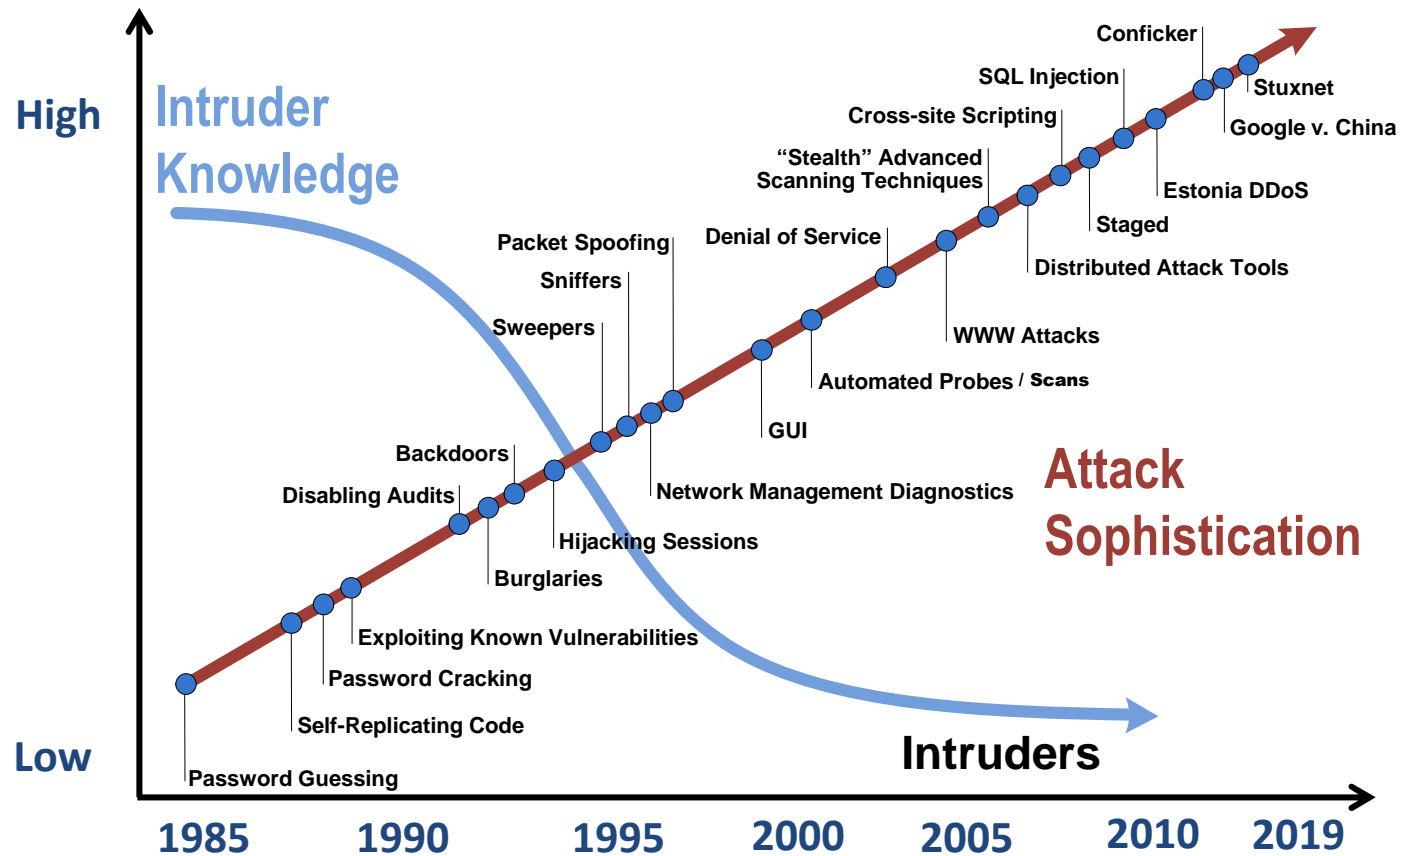 Conficker
High
Intruder
Knowledge
SQL Injection
Stuxnet
Cross-site Scripting
Google v. China
“Stealth” Advanced
Scanning Techniques
Estonia DDoS
Staged
Packet Spoofing
Denial of Service
Distributed Attack Tools
Sniffers
Sweepers
WWW Attacks
Automated Probes / Scans
GUI
Backdoors
Disabling Audits
Network Management Diagnostics
Attack
Sophistication
Hijacking Sessions
Burglaries
Exploiting Known Vulnerabilities
Password Cracking
Self-Replicating Code
Low
Intruders
Password Guessing
1985 1990 1995 2000 2005 2010 2019